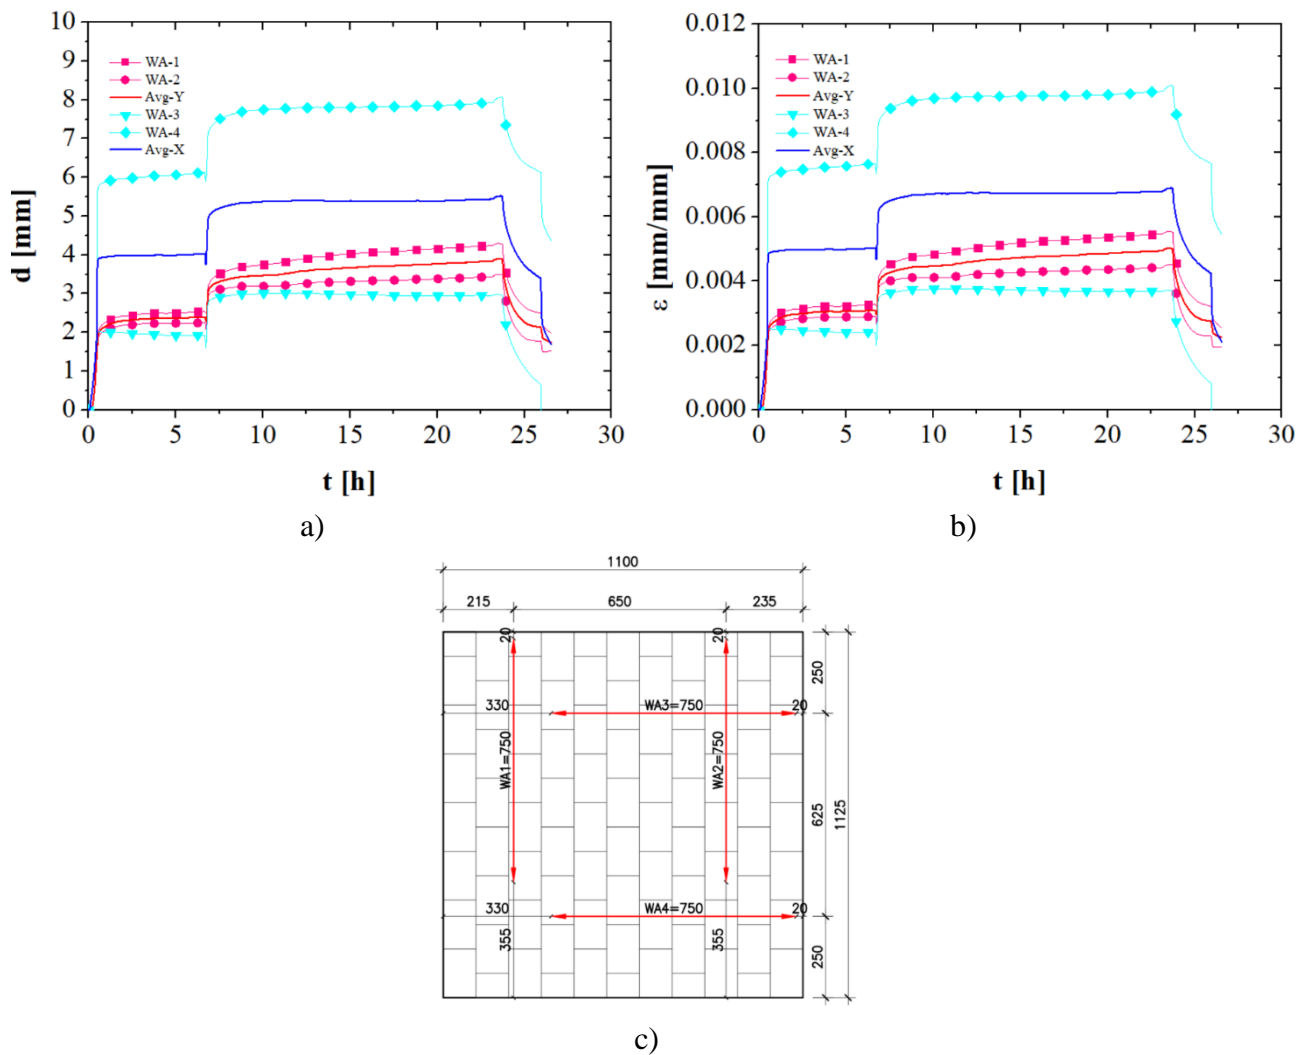 10
9
8
7
6
5
4
3
2
1
0
d [mm]
WA-1
WA-2
Avg-Y
WA-3
WA-4
Avg-X
0 5 10 15 20 25 30
t [h]
a)
0.012
0.010
0.008
0.006
0.004
0.002
0.000
ε [mm/mm]
WA-1
WA-2
Avg-Y
WA-3
WA-4
Avg-X
0 5 10 15 20 25 30
t [h]
b)
1100
215 650 235
20 20
250
330 WA3=750 20
WA1=750 WA2=750
625 1125
330 WA4=750 20
355 355
250
c)